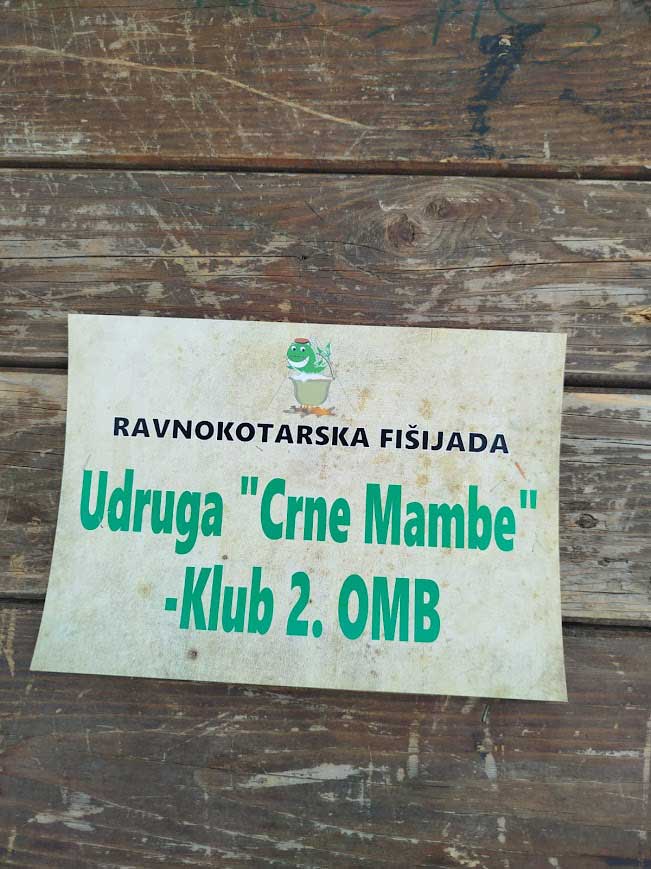 RAVNOKOTARSKA FIŠIJADA
Udruga "Crne Mambe"
-Klub 2. OMB